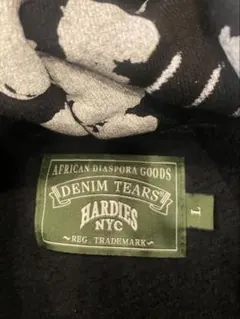 AFRICAN DIASPORA GOODS
DENIM TEARS
HARDIES
NYC
~REG. TRADEMARK~
L